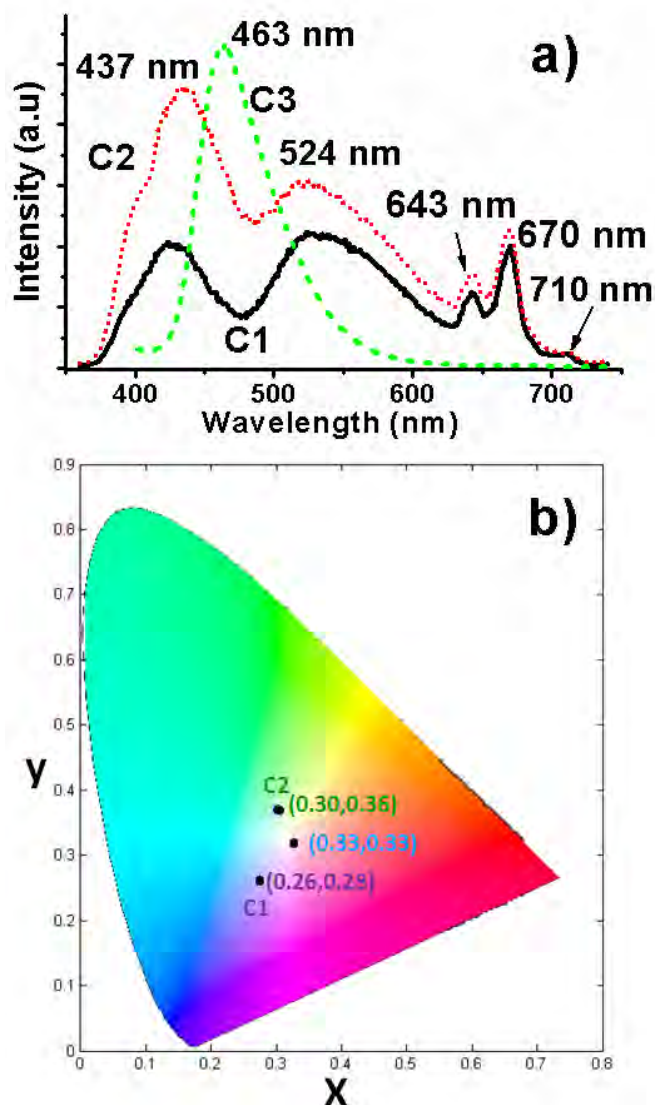 a)
463 nm
437 nm
C3
C2
524 nm
643 nm
670 nm
710 nm
C1
Intensity (a.u)
400 500 600 700
Wavelength (nm)
b)
0.9
0.8
0.7
0.6
0.5
0.4
0.3
0.2
0.1
0
y
C2
(0.30,0.36)
(0.33,0.33)
(0.26,0.29)
C1
0 0.1 0.2 0.3 0.4 0.5 0.6 0.7 0.8
X